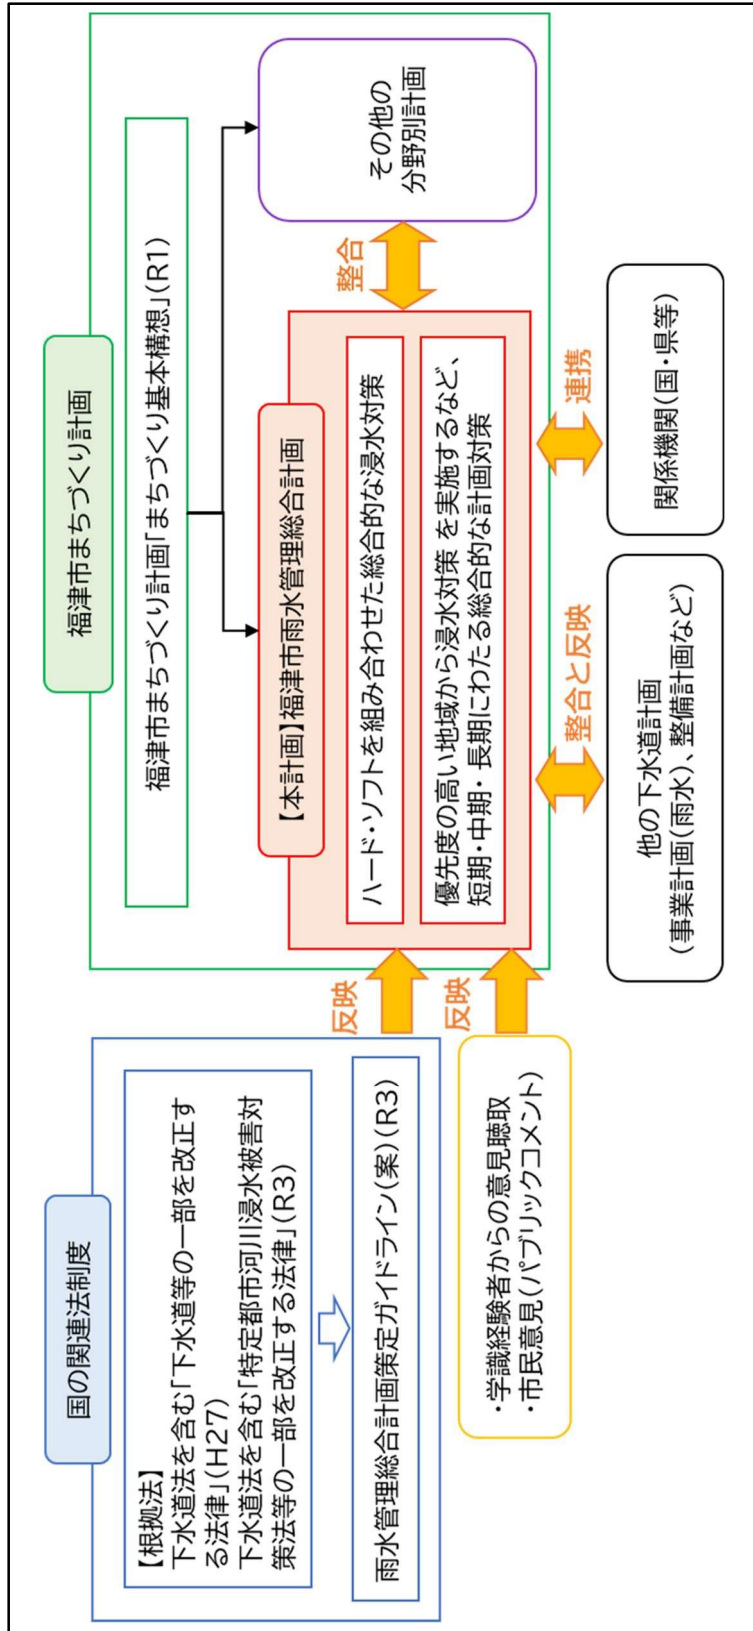 国の関連法制度
【根拠法】
下水道法を含む「下水道等の一部を改正す
る法律」(H27)
下水道法を含む「特定都市河川浸水被害対
策法等の一部を改正する法律」(R3)
雨水管理総合計画策定ガイドライン(案)(R3)
・学識経験者からの意見聴取
・市民意見(パブリックコメント)
反映
反映
福津市まちづくり計画
福津市まちづくり計画「まちづくり基本構想」(R1)
【本計画】福津市雨水管理総合計画
ハード・ソフトを組み合わせた総合的な浸水対策
優先度の高い地域から浸水対策 を実施するなど、
短期・中期・長期にわたる総合的な計画対策
整合
その他の
分野別計画
整合と反映
連携
他の下水道計画
(事業計画(雨水)、整備計画など)
関係機関(国・県等)